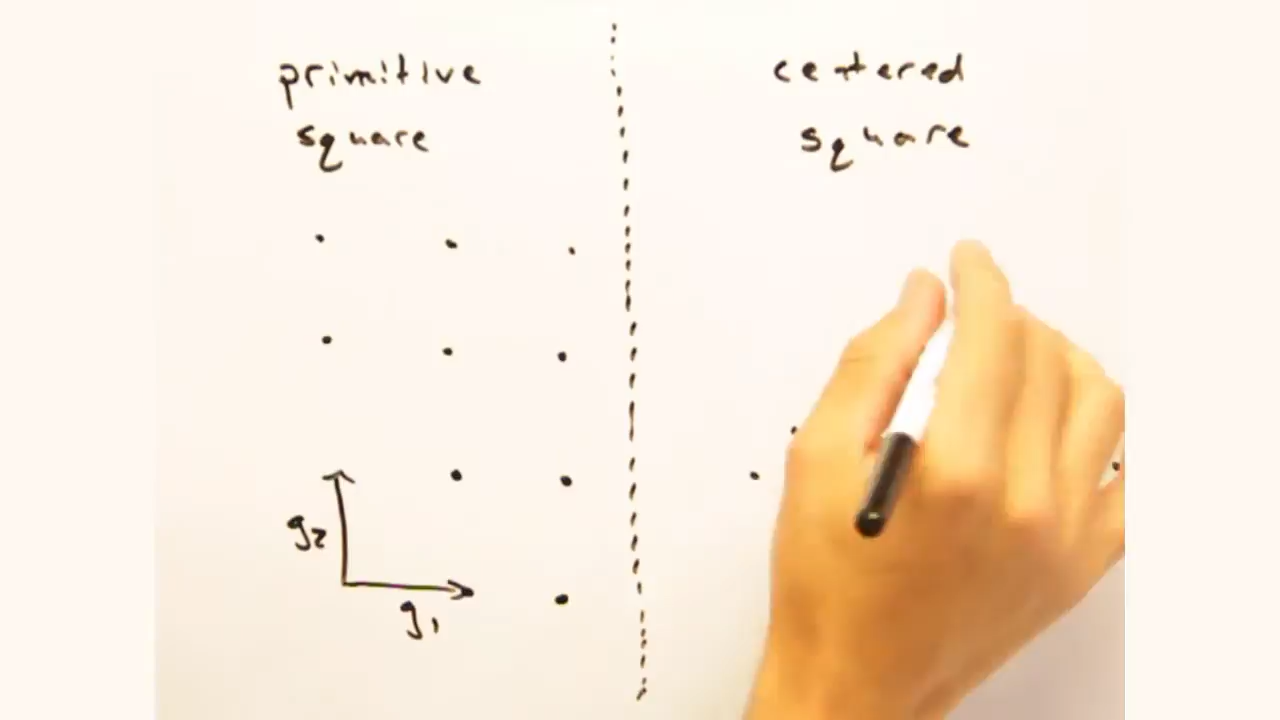 primitive
square
centered
square
g2
g1